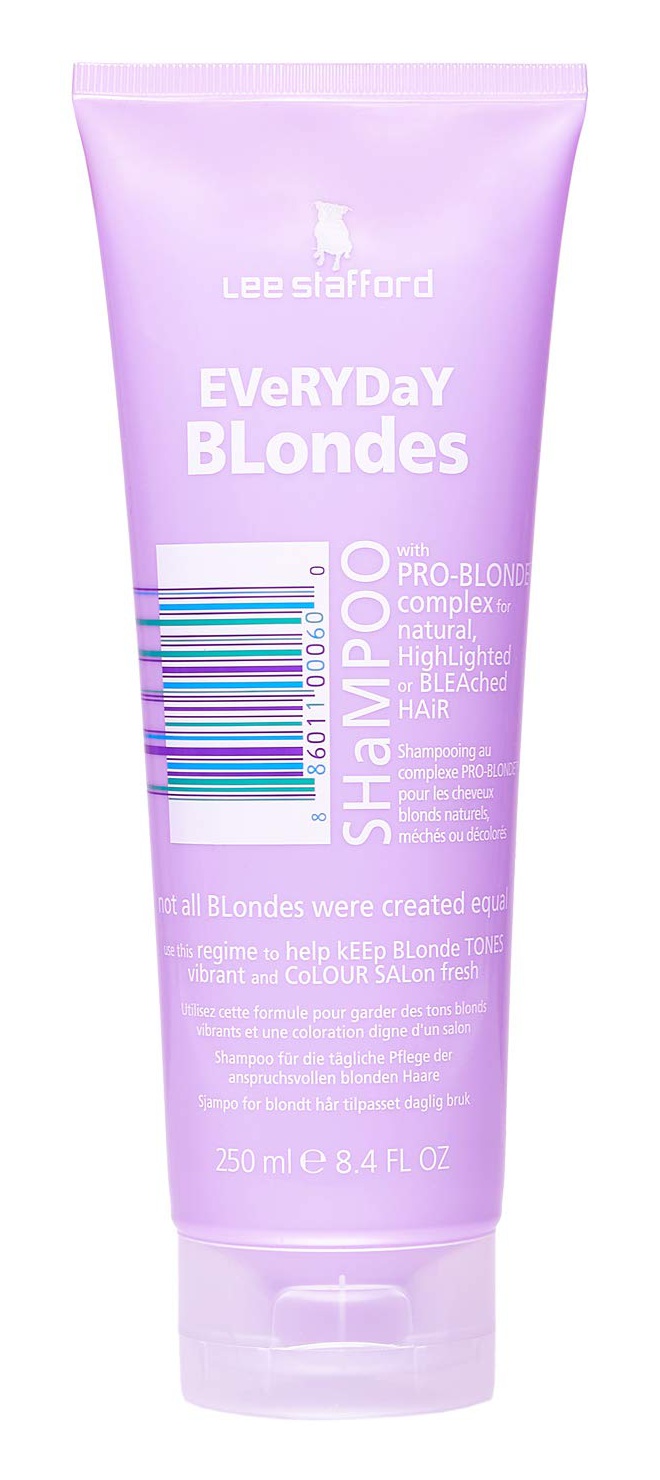 Lee stafford
EVeRYDaY
BLondes
8 86011 00060 0
SHaMPOO
with
PRO-BLONDE
complex for
natural,
HighLighted
or BLEAched
HAiR
Shampooing au
complexe PRO-BLONDE
pour les cheveux
blonds naturels,
méchés ou décolorés
not all BLondes were created equal
use this regime to help kEEp BLonde TONES
vibrant and CoLOUR SALon fresh
Utilisez cette formule pour garder des tons blonds
vibrants et une coloration digne d'un salon
Shampoo für die tägliche Pflege der
anspruchsvollen blonden Haare
Sjampo for blondt hår tilpasset daglig bruk
250 ml ℮ 8.4 FL OZ